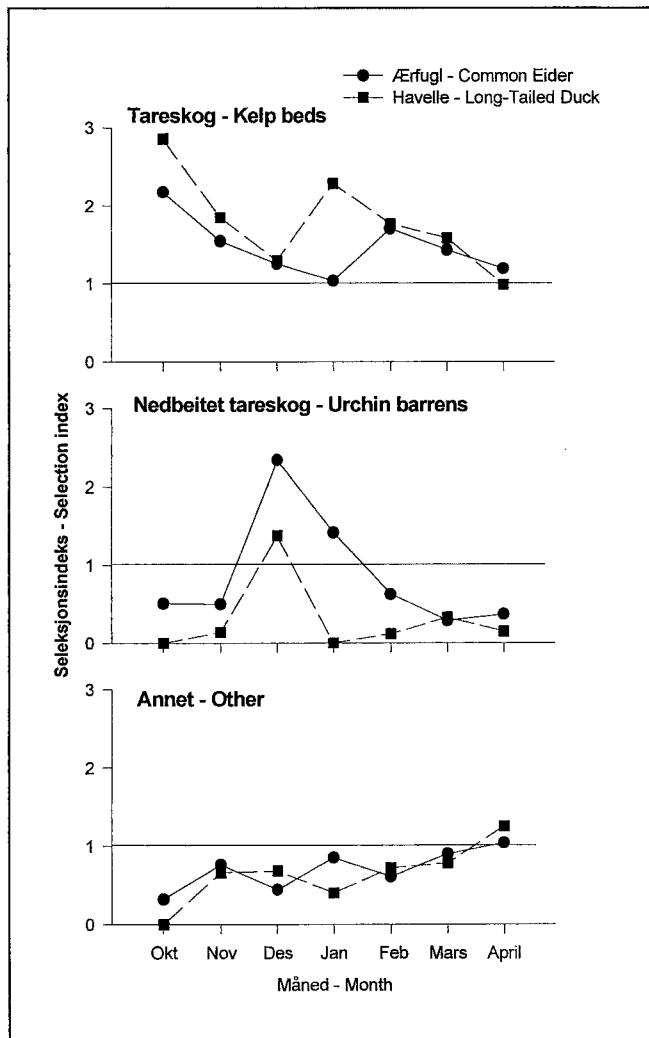 Ærfugl - Common Eider
Havelle - Long-Tailed Duck
Tareskog - Kelp beds
3
2
1
0
Nedbeitet tareskog - Urchin barrens
3
2
1
0
Annet - Other
3
2
1
0
Seleksjonsindeks - Selection index
Okt Nov Des Jan Feb Mars April
Måned - Month